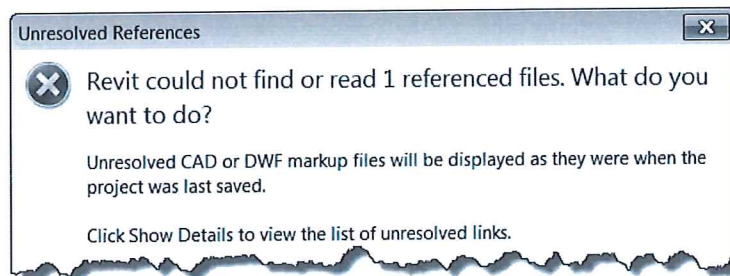 Unresolved References
Revit could not find or read 1 referenced files. What do you
want to do?
Unresolved CAD or DWF markup files will be displayed as they were when the
project was last saved.
Click Show Details to view the list of unresolved links.